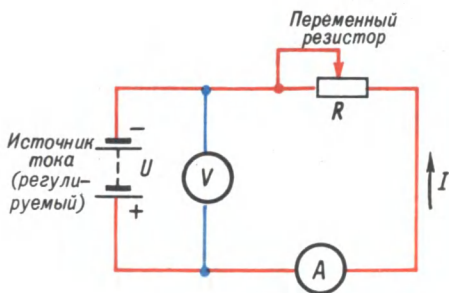 Переменный
резистор
R
Источник
тока
(регули-
руемый)
−
U
+
V
A
I